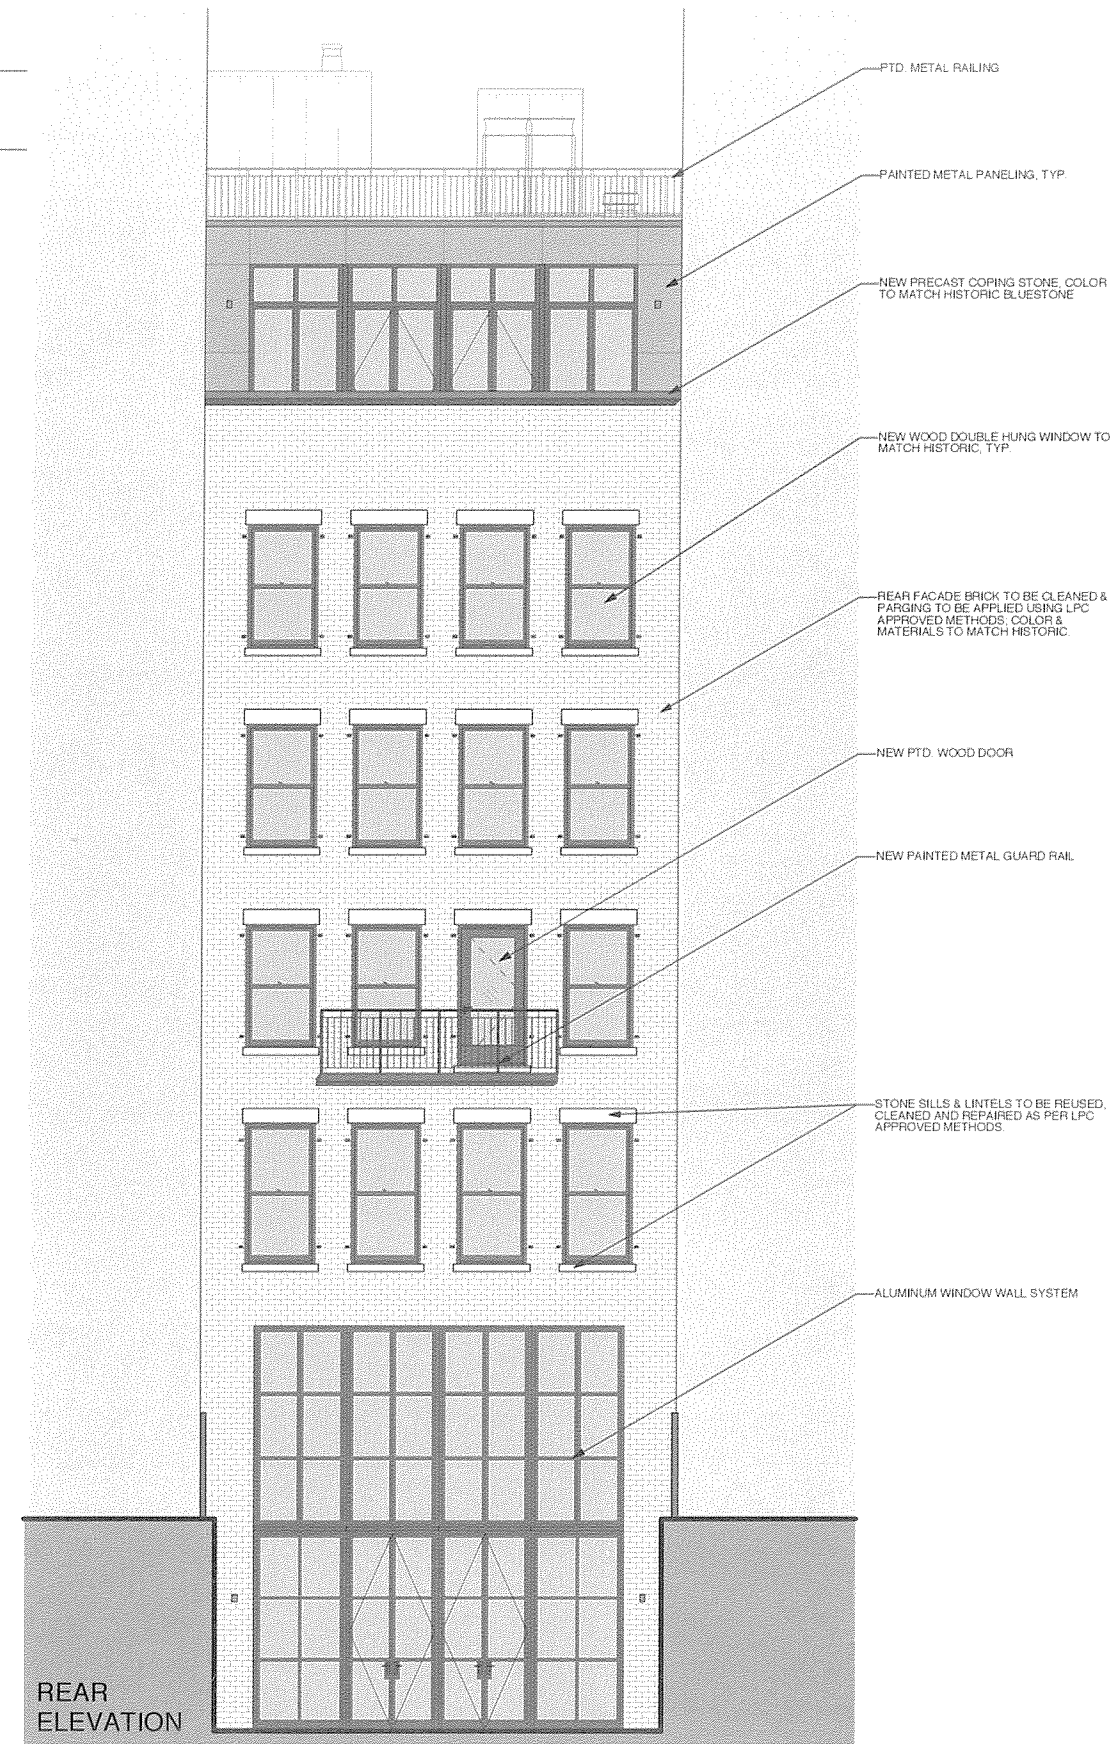 PTD. METAL RAILING
PAINTED METAL PANELING, TYP.
NEW PRECAST COPING STONE, COLOR
TO MATCH HISTORIC BLUESTONE
NEW WOOD DOUBLE HUNG WINDOW TO
MATCH HISTORIC, TYP.
REAR FACADE BRICK TO BE CLEANED &
PARGING TO BE APPLIED USING LPC
APPROVED METHODS; COLOR &
MATERIALS TO MATCH HISTORIC.
NEW PTD. WOOD DOOR
NEW PAINTED METAL GUARD RAIL
STONE SILLS & LINTELS TO BE REUSED,
CLEANED AND REPAIRED AS PER LPC
APPROVED METHODS.
ALUMINUM WINDOW WALL SYSTEM
REAR
ELEVATION